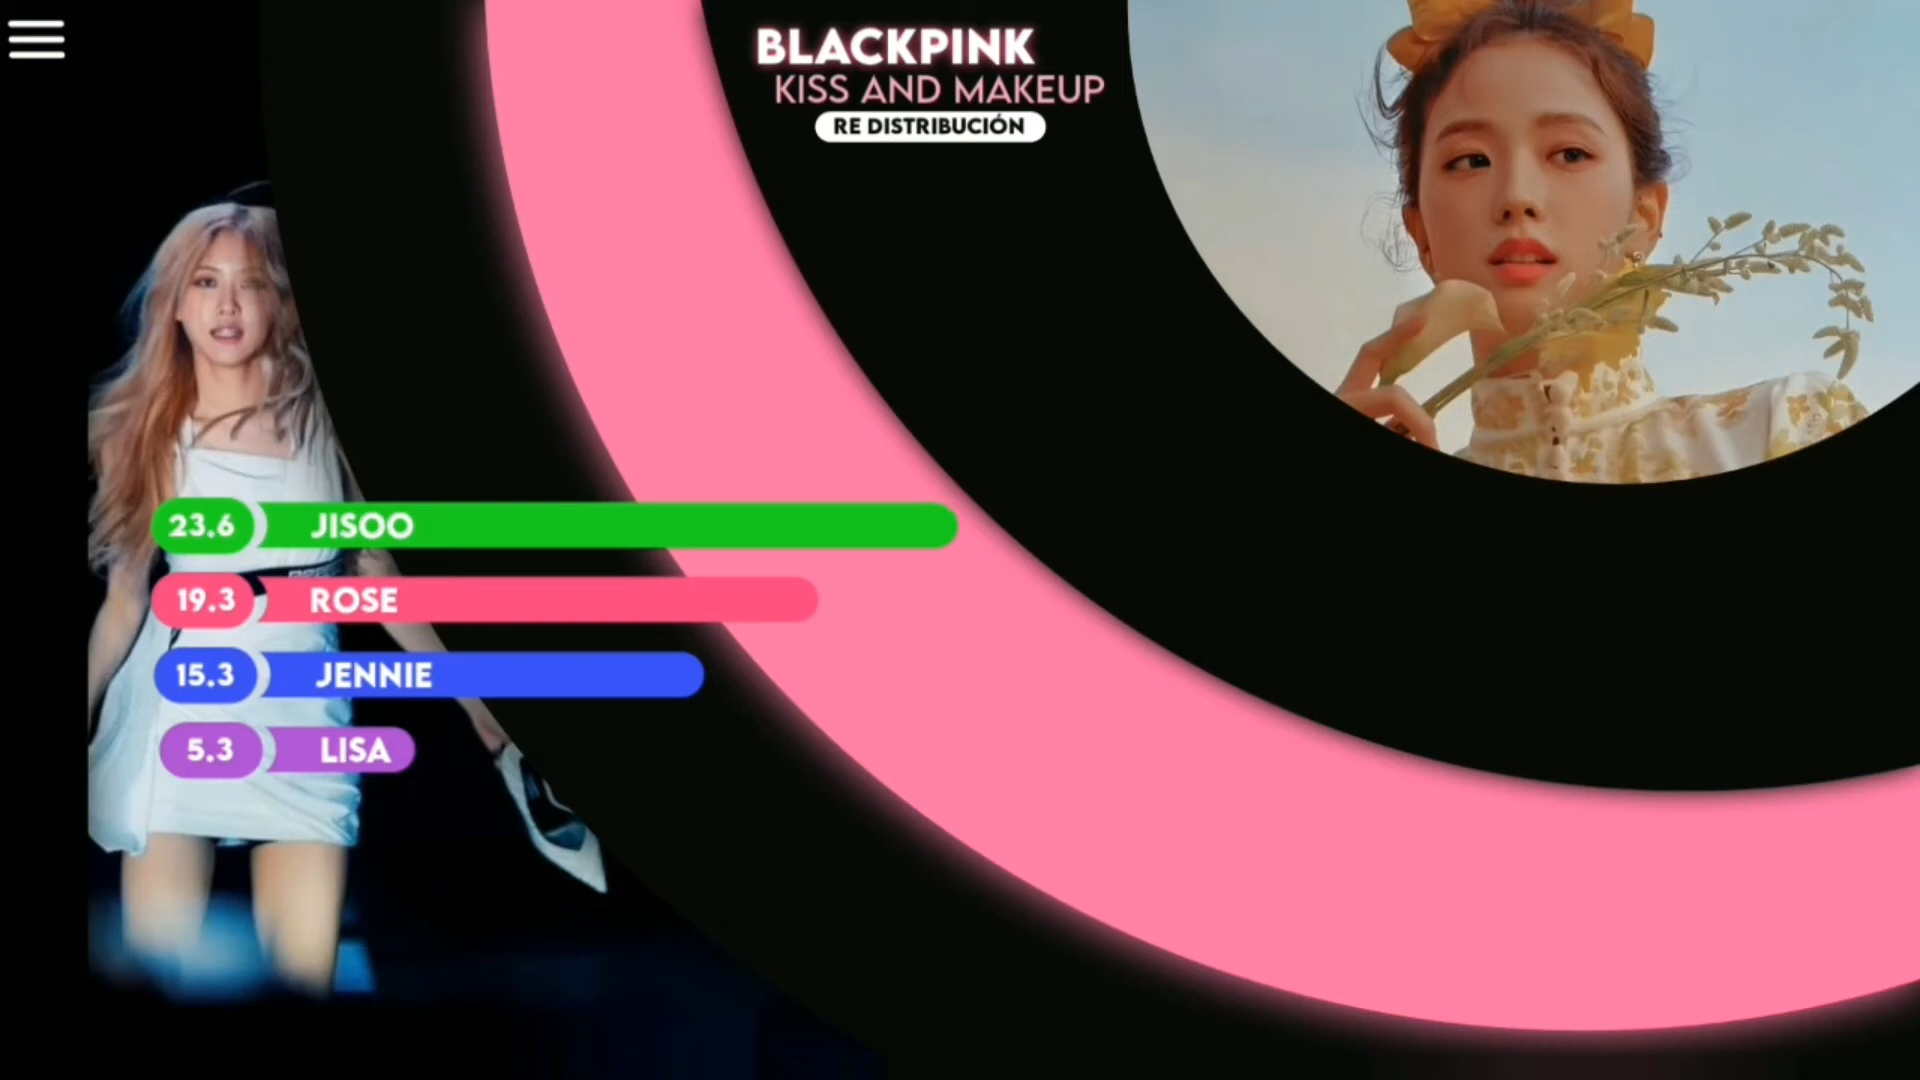 BLACKPINK
KISS AND MAKEUP
RE DISTRIBUCIÓN
23.6 JISOO
19.3 ROSE
15.3 JENNIE
5.3 LISA